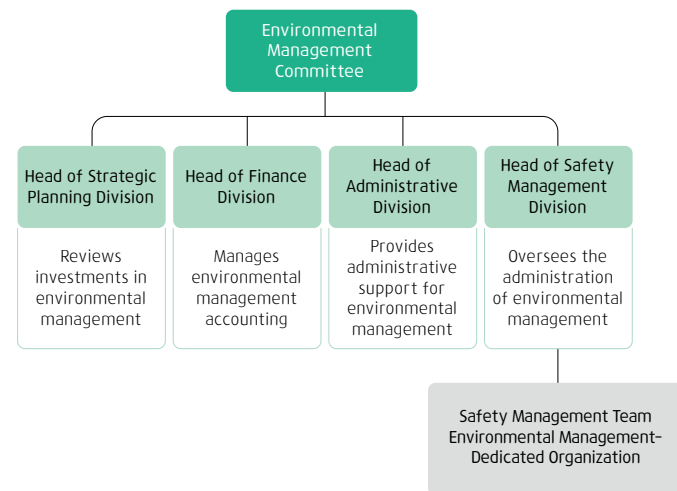 Environmental
Management
Committee
Head of Strategic
Planning Division
Reviews
investments in
environmental
management
Head of Finance
Division
Manages
environmental
management
accounting
Head of
Administrative
Division
Provides
administrative
support for
environmental
management
Head of Safety
Management
Division
Oversees the
administration
of environmental
management
Safety Management Team
Environmental Management–
Dedicated Organization